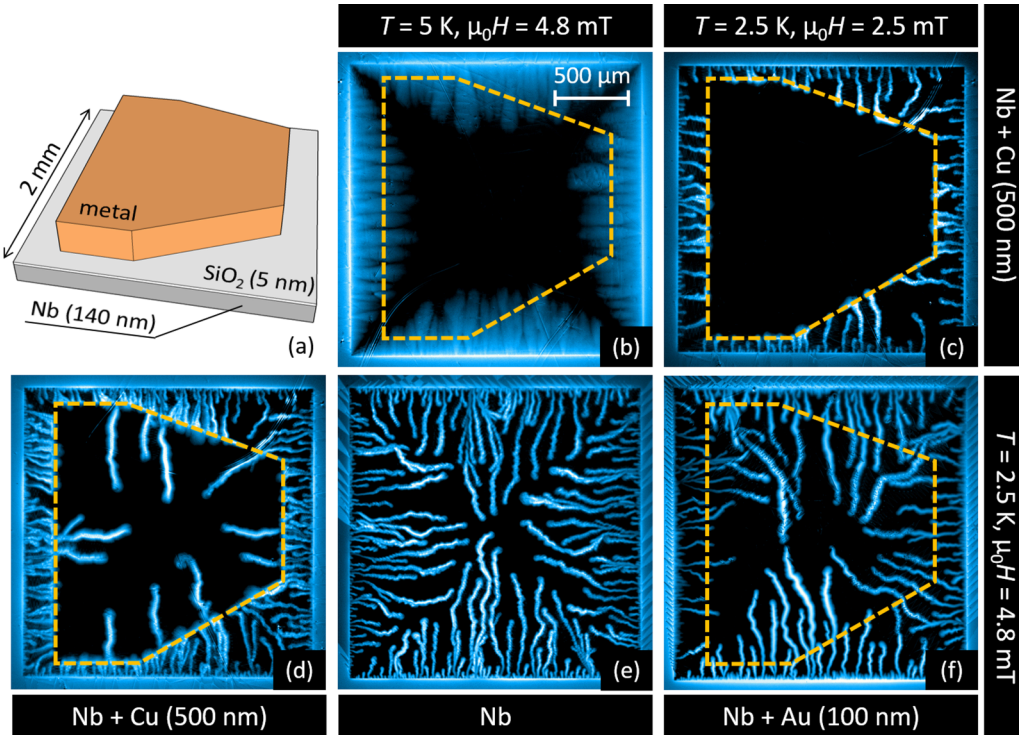 T = 5 K, μ₀H = 4.8 mT
T = 2.5 K, μ₀H = 2.5 mT
2 mm
metal
SiO₂ (5 nm)
Nb (140 nm)
(a)
500 μm
(b)
(c)
Nb + Cu (500 nm)
(d)
(e)
(f)
T = 2.5 K, μ₀H = 4.8 mT
Nb + Cu (500 nm)
Nb
Nb + Au (100 nm)